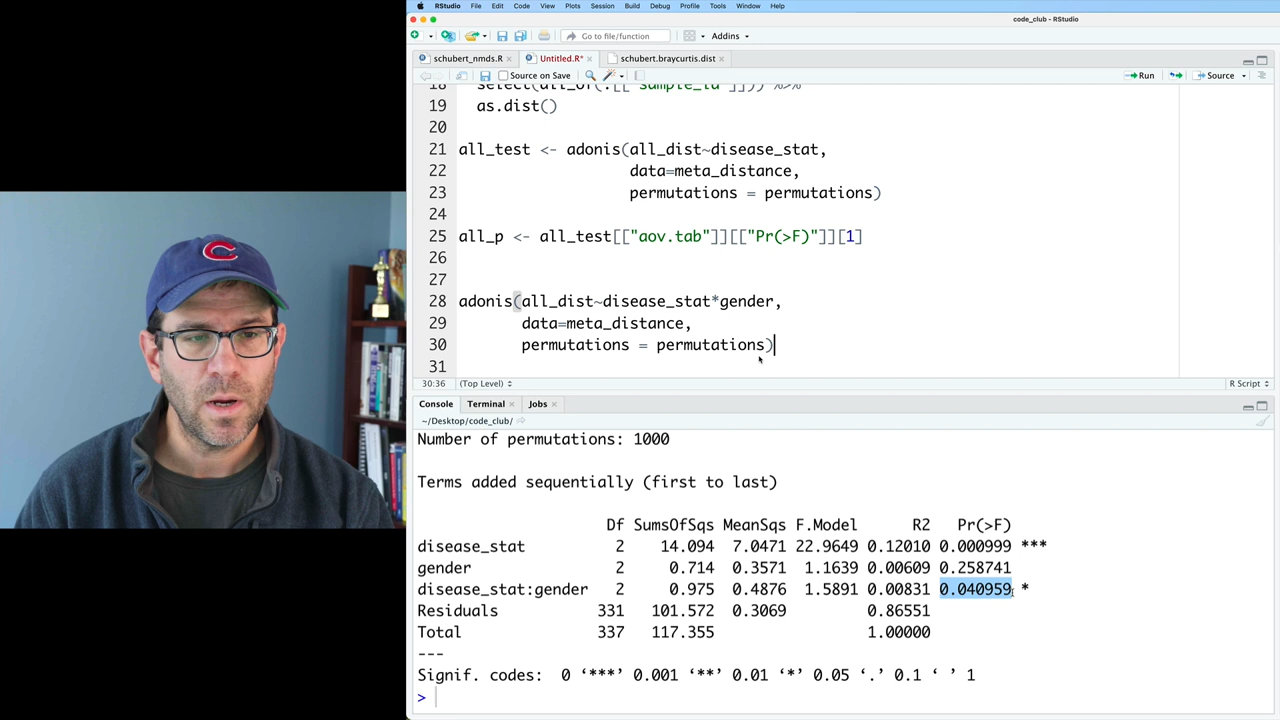 RStudio File Edit Code View Plots Session Build Debug Profile Tools Window Help
code_club - RStudio
Go to file/function Addins
schubert_nmds.R Untitled.R* schubert.braycurtis.dist
Source on Save Run Source
18 select(all_of(.[["sample_id"]])) %>%
19 as.dist()
20
21 all_test <- adonis(all_dist~disease_stat,
22 data=meta_distance,
23 permutations = permutations)
24
25 all_p <- all_test[["aov.tab"]][["Pr(>F)"]][1]
26
27
28 adonis(all_dist~disease_stat*gender,
29 data=meta_distance,
30 permutations = permutations)
31
30:36 (Top Level) R Script
Console Terminal Jobs
~/Desktop/code_club/
Number of permutations: 1000
Terms added sequentially (first to last)
Df SumsOfSqs MeanSqs F.Model R2 Pr(>F)
disease_stat 2 14.094 7.0471 22.9649 0.12010 0.000999 ***
gender 2 0.714 0.3571 1.1639 0.00609 0.258741
disease_stat:gender 2 0.975 0.4876 1.5891 0.00831 0.040959 *
Residuals 331 101.572 0.3069 0.86551
Total 337 117.355 1.00000
---
Signif. codes: 0 ‘***’ 0.001 ‘**’ 0.01 ‘*’ 0.05 ‘.’ 0.1 ‘ ’ 1
>
C